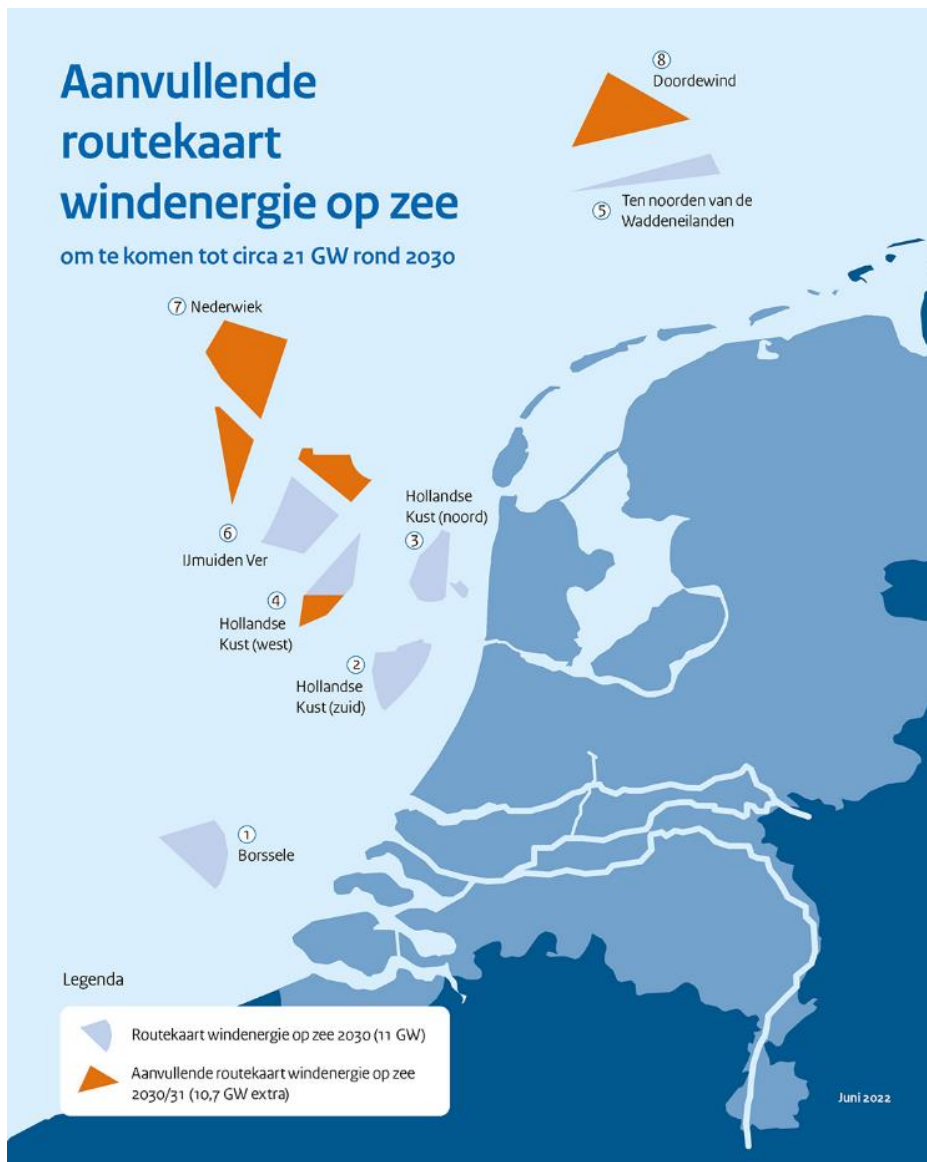 Aanvullende
routekaart
windenergie op zee
om te komen tot circa 21 GW rond 2030
8
Doordewind
5 Ten noorden van de
Waddeneilanden
7 Nederwiek
Hollandse
Kust (noord)
3
6
IJmuiden Ver
4
Hollandse
Kust (west)
2
Hollandse
Kust (zuid)
1
Borssele
Legenda
Routekaart windenergie op zee 2030 (11 GW)
Aanvullende routekaart windenergie op zee
2030/31 (10,7 GW extra)
Juni 2022